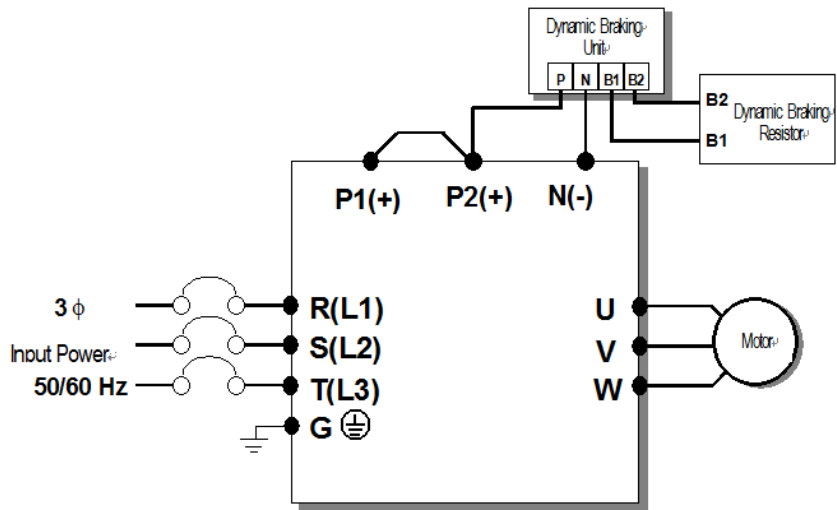 Dynamic Braking
Unit
P N B1 B2
B2
Dynamic Braking
Resistor
B1
P1(+) P2(+) N(-)
3 ϕ
Input Power
50/60 Hz
R(L1)
S(L2)
T(L3)
G
U
V
W
Motor